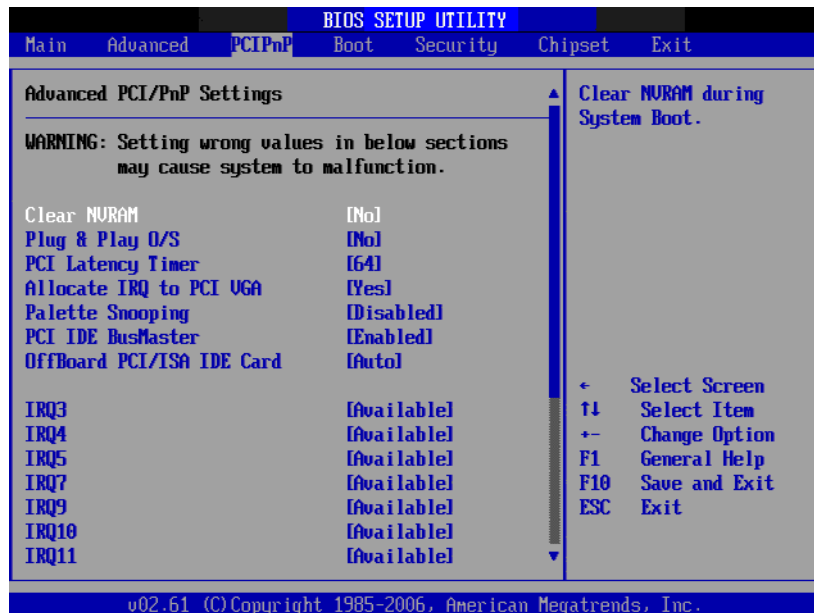 BIOS SETUP UTILITY
Main Advanced PCIPnP Boot Security Chipset Exit
Advanced PCI/PnP Settings
WARNING: Setting wrong values in below sections
may cause system to malfunction.
Clear NVRAM [No]
Plug & Play O/S [No]
PCI Latency Timer [64]
Allocate IRQ to PCI VGA [Yes]
Palette Snooping [Disabled]
PCI IDE BusMaster [Enabled]
OffBoard PCI/ISA IDE Card [Auto]
IRQ3 [Available]
IRQ4 [Available]
IRQ5 [Available]
IRQ7 [Available]
IRQ9 [Available]
IRQ10 [Available]
IRQ11 [Available]
Clear NVRAM during
System Boot.
← Select Screen
↑↓ Select Item
+- Change Option
F1 General Help
F10 Save and Exit
ESC Exit
v02.61 (C)Copyright 1985-2006, American Megatrends, Inc.